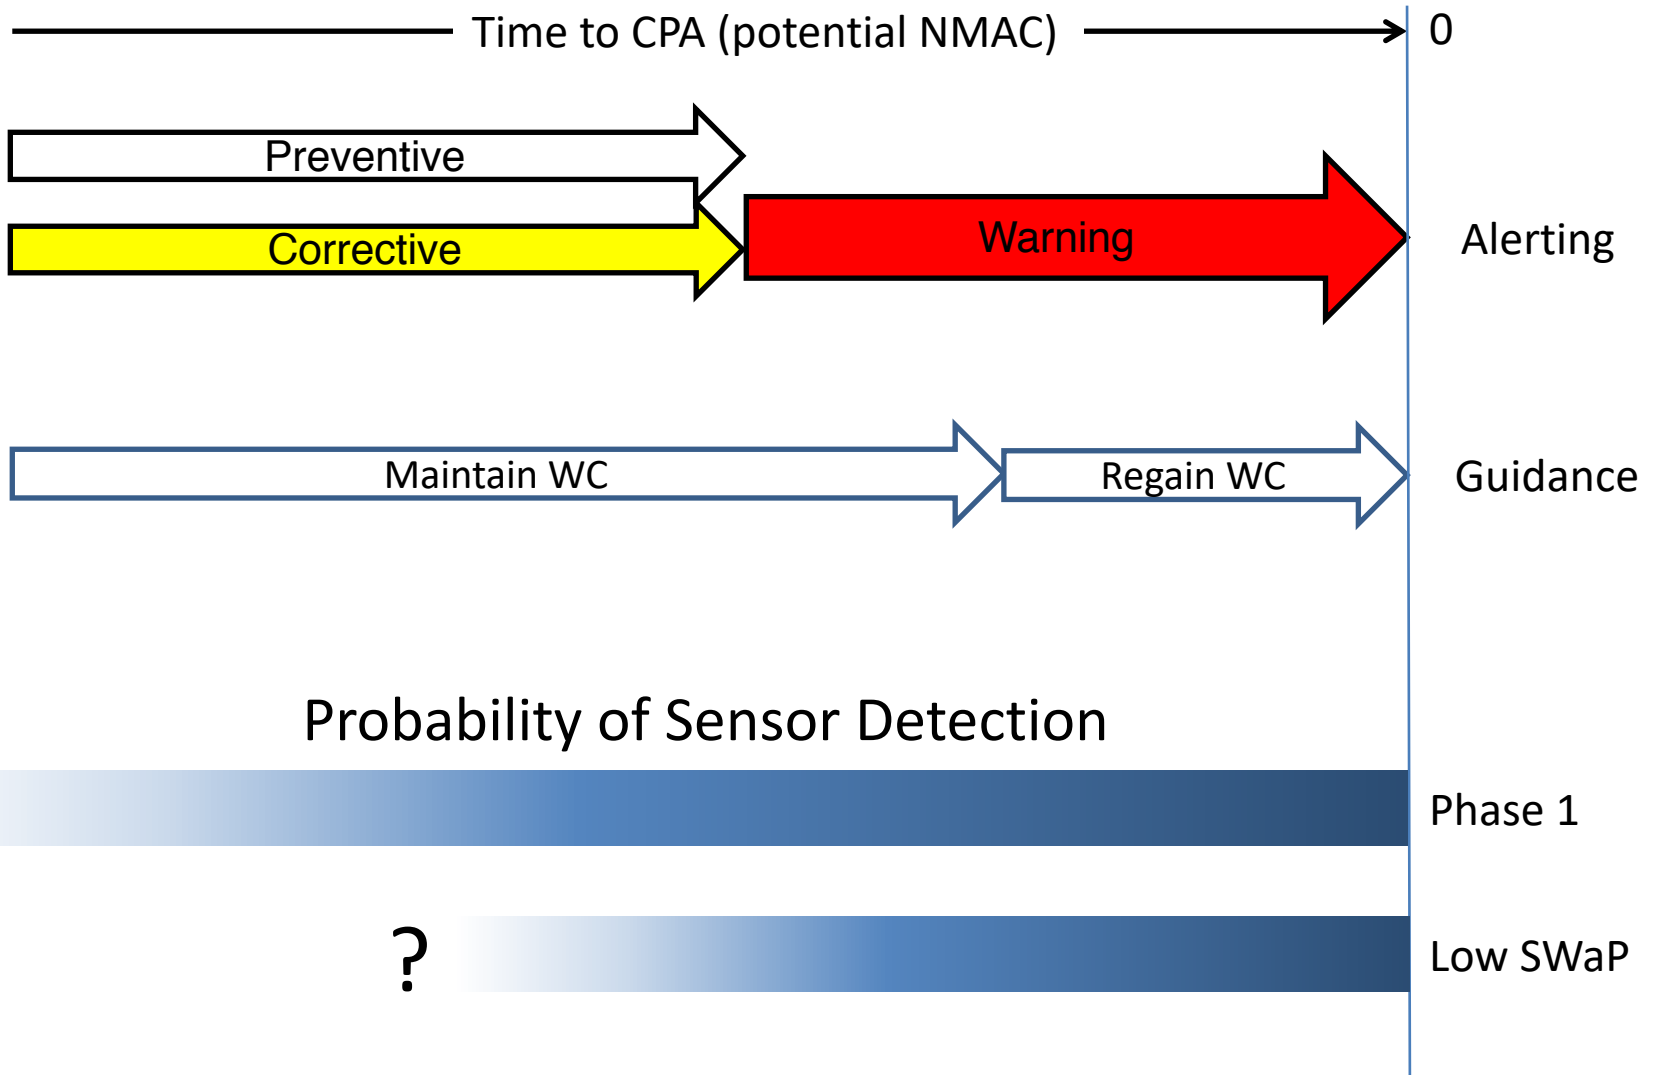 Time to CPA (potential NMAC)
0
Preventive
Corrective
Warning
Alerting
Maintain WC
Regain WC
Guidance
Probability of Sensor Detection
Phase 1
?
Low SWaP